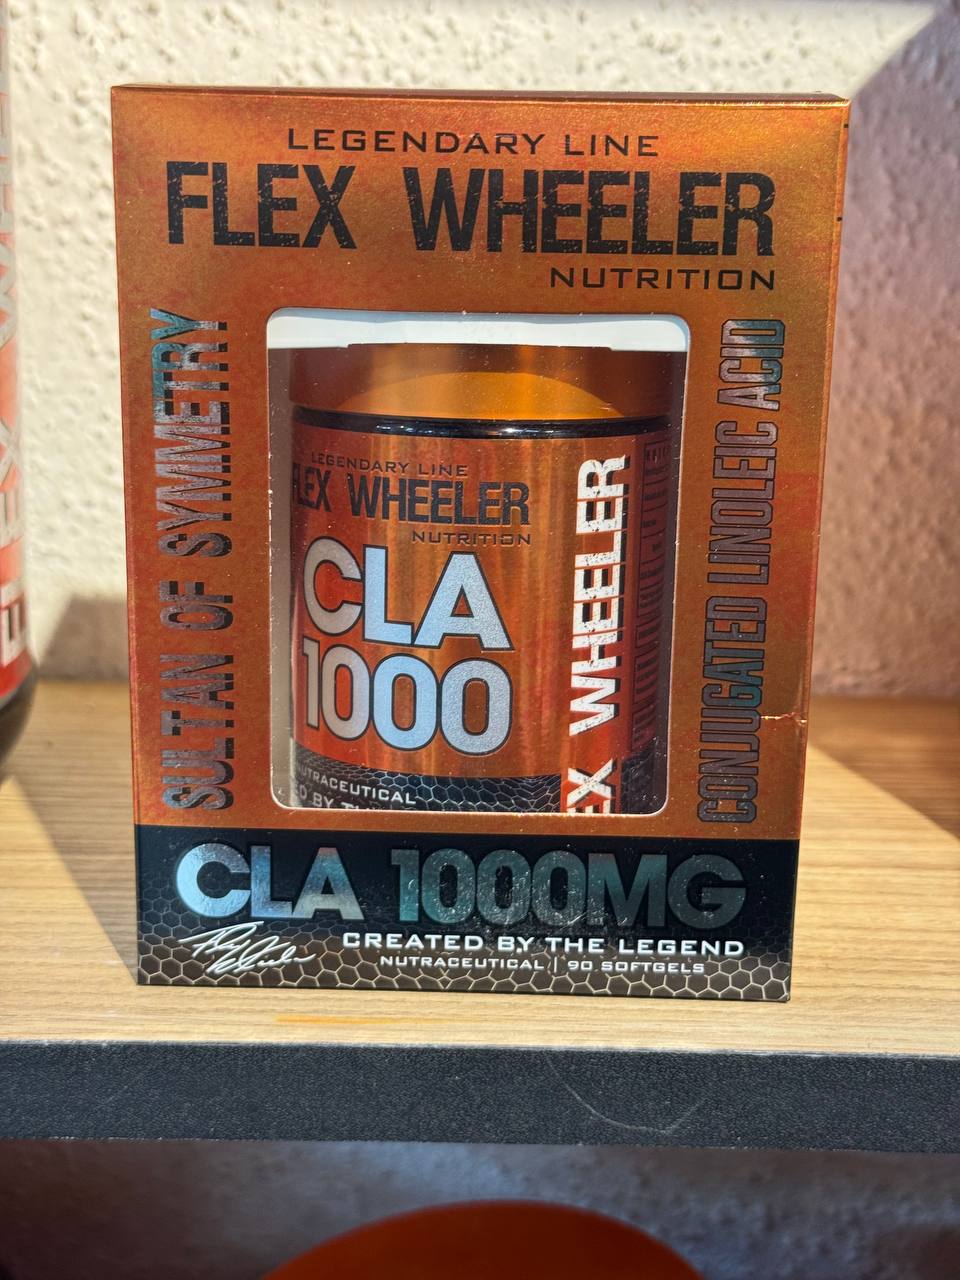 LEGENDARY LINE
FLEX WHEELER
NUTRITION
SULTAN OF SYMMETRY
CONJUGATED LINOLEIC ACID
LEGENDARY LINE
FLEX WHEELER
NUTRITION
CLA
1000
WHEELER
NUTRACEUTICAL
BY
CLA 1000MG
CREATED BY THE LEGEND
NUTRACEUTICAL | 90 SOFTGELS